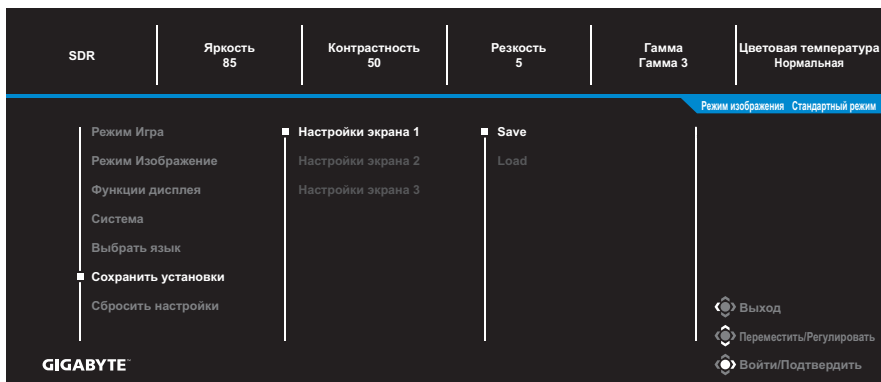 SDR
Яркость
85
Контрастность
50
Резкость
5
Гамма
Гамма 3
Цветовая температура
Нормальная
Режим изображения Стандартный режим
Режим Игра
Режим Изображение
Функции дисплея
Система
Выбрать язык
Сохранить установки
Сбросить настройки
Настройки экрана 1
Настройки экрана 2
Настройки экрана 3
Save
Load
Выход
Переместить/Регулировать
Войти/Подтвердить
GIGABYTE™